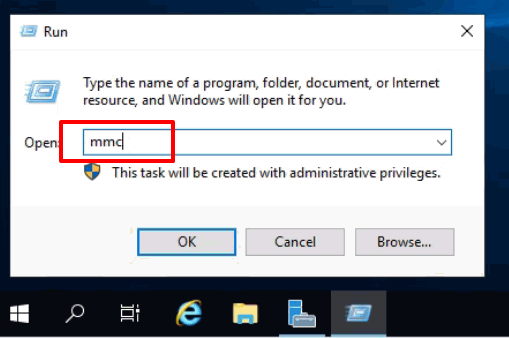 Run
Type the name of a program, folder, document, or Internet
resource, and Windows will open it for you.
Open: mmc
This task will be created with administrative privileges.
OK Cancel Browse...